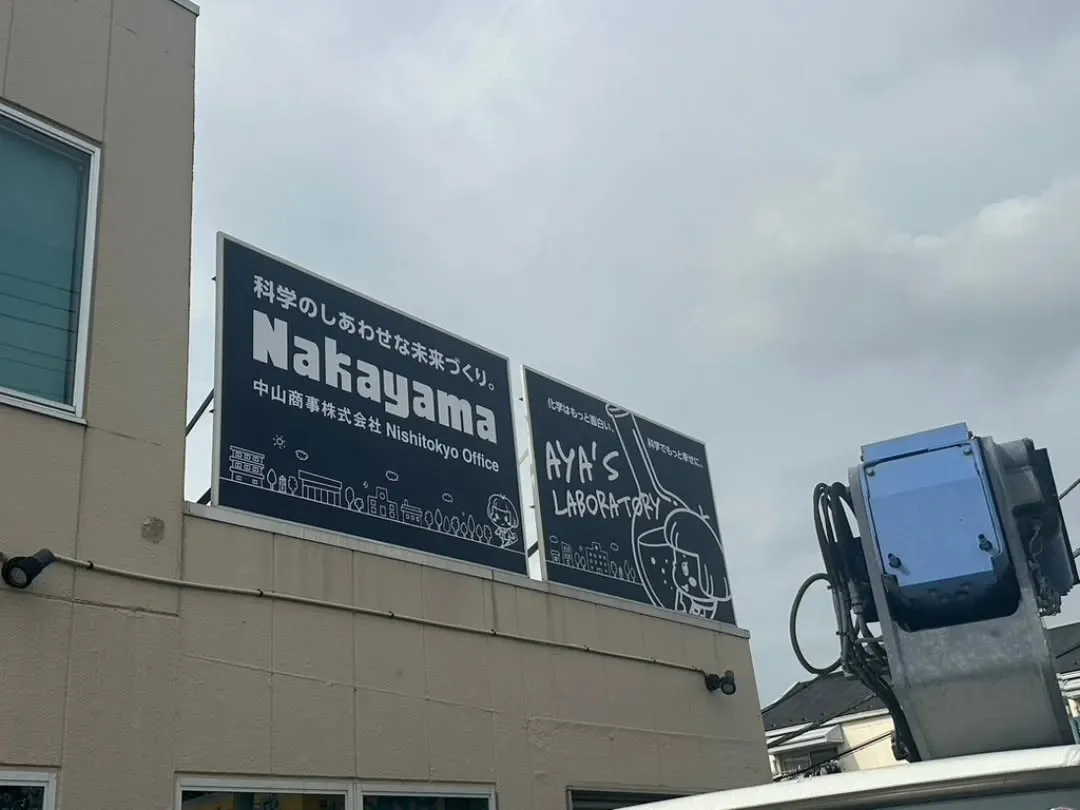 科学のしあわせな未来づくり。
Nakayama
中山商事株式会社 Nishitokyo Office
化学はもっと面白い、
科学でもっと幸せに。
AYA'S
LABORATORY